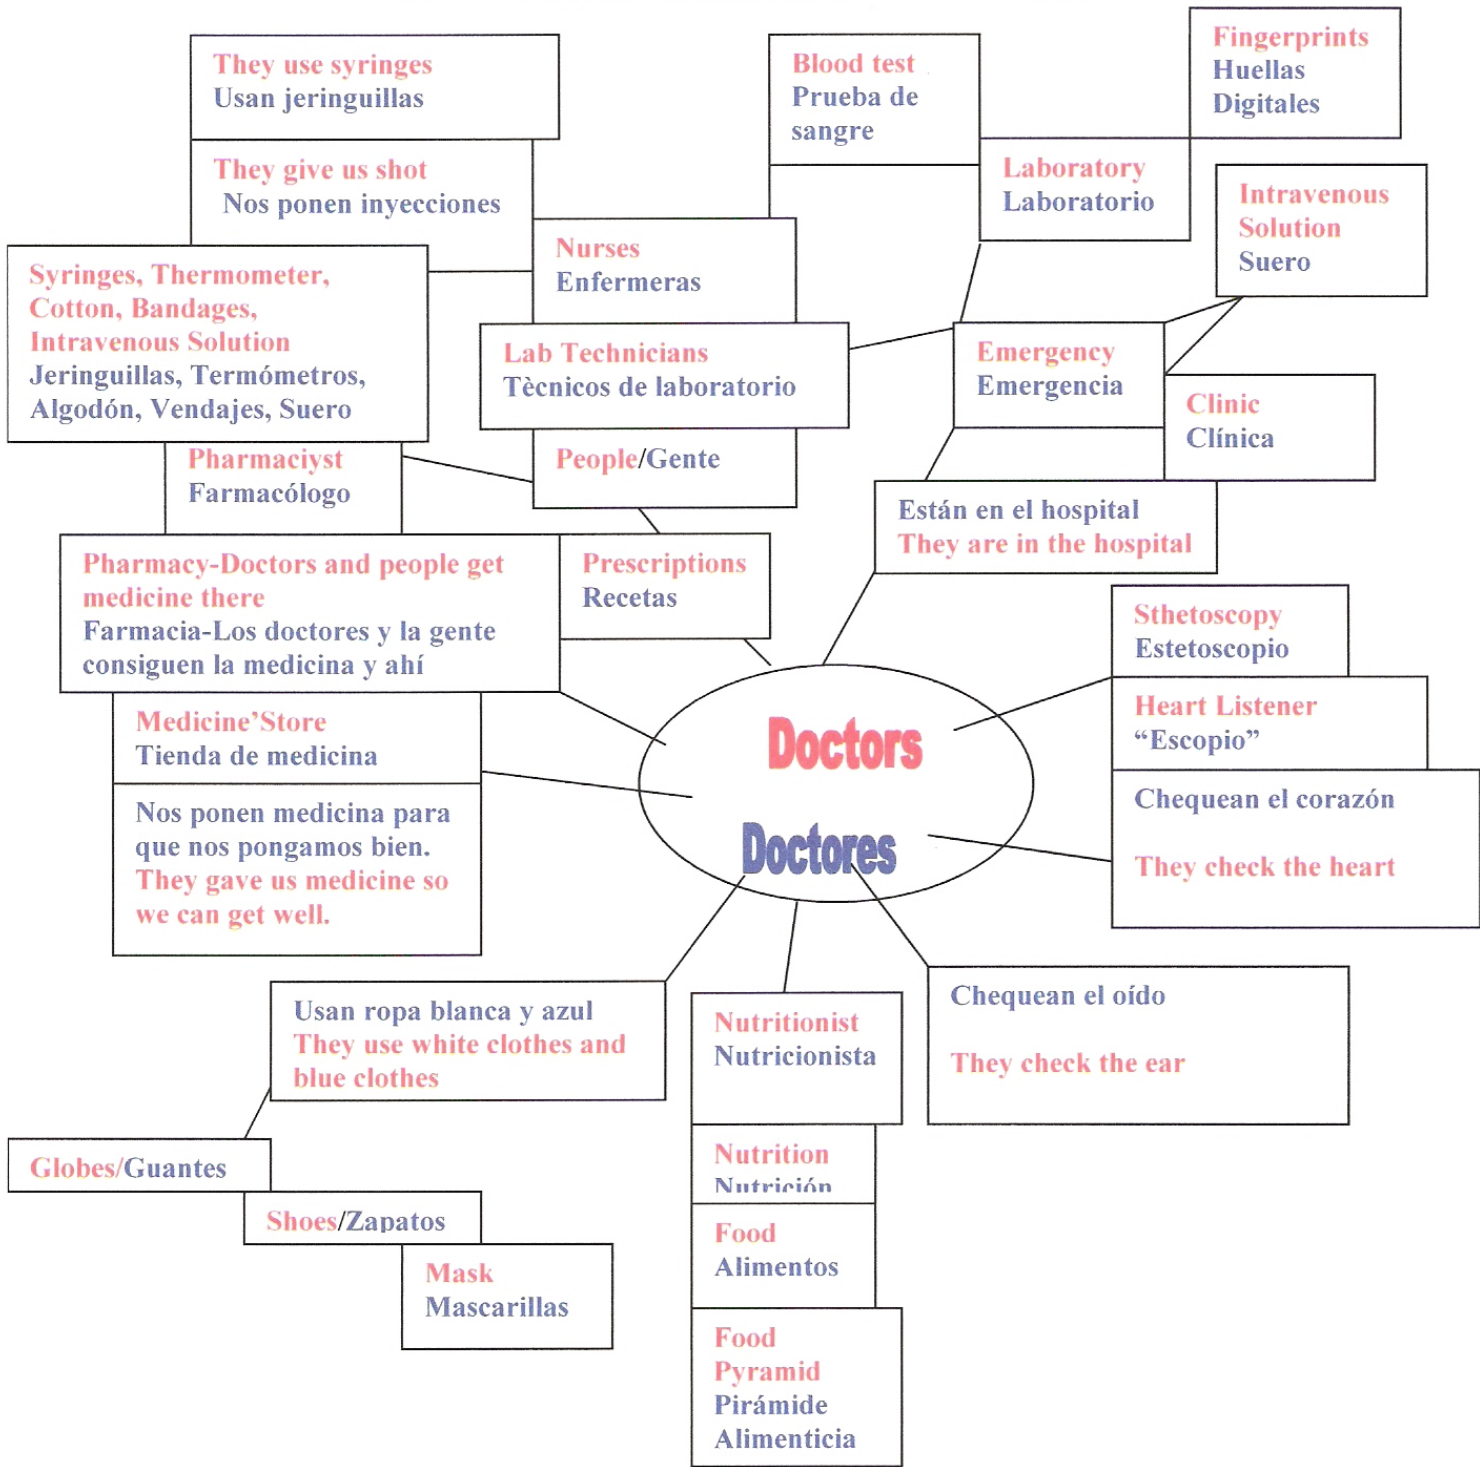 They use syringes
Usan jeringuillas
They give us shot
Nos ponen inyecciones
Syringes, Thermometer,
Cotton, Bandages,
Intravenous Solution
Jeringuillas, Termómetros,
Algodón, Vendajes, Suero
Nurses
Enfermeras
Lab Technicians
Tècnicos de laboratorio
People/Gente
Pharmaciyst
Farmacólogo
Pharmacy-Doctors and people get
medicine there
Farmacia-Los doctores y la gente
consiguen la medicina y ahí
Prescriptions
Recetas
Medicine’Store
Tienda de medicina
Nos ponen medicina para
que nos pongamos bien.
They gave us medicine so
we can get well.
Blood test
Prueba de
sangre
Fingerprints
Huellas
Digitales
Laboratory
Laboratorio
Intravenous
Solution
Suero
Emergency
Emergencia
Clinic
Clínica
Están en el hospital
They are in the hospital
Sthetoscopy
Estetoscopio
Heart Listener
“Escopio”
Chequean el corazón
They check the heart
Doctors
Doctores
Usan ropa blanca y azul
They use white clothes and
blue clothes
Globes/Guantes
Shoes/Zapatos
Mask
Mascarillas
Nutritionist
Nutricionista
Nutrition
Nutrición
Food
Alimentos
Food
Pyramid
Pirámide
Alimenticia
Chequean el oído
They check the ear